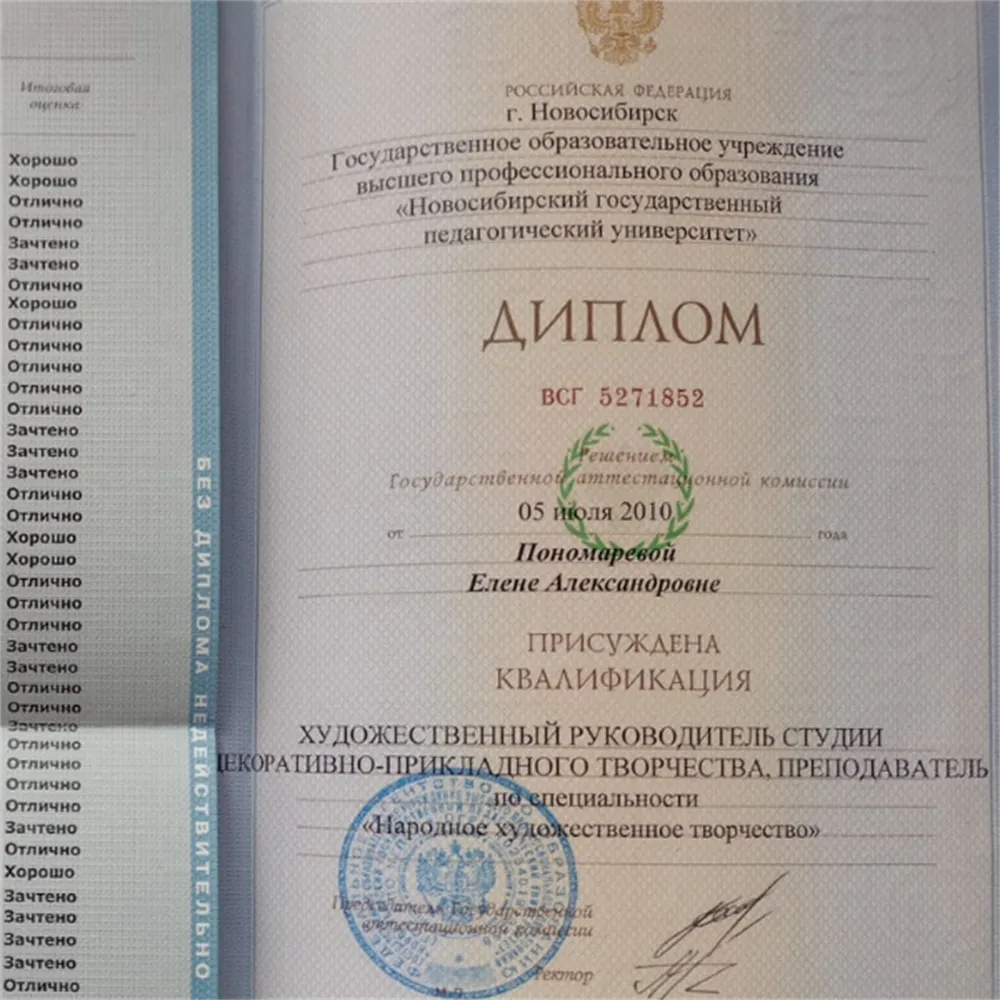 Итоговая
оценка
Хорошо
Хорошо
Отлично
Отлично
Зачтено
Зачтено
Отлично
Хорошо
Отлично
Отлично
Отлично
Отлично
Отлично
Зачтено
Зачтено
Зачтено
Отлично
Отлично
Хорошо
Хорошо
Отлично
Отлично
Отлично
Зачтено
Зачтено
Отлично
Отлично
Зачтено
Отлично
Отлично
Отлично
Отлично
Зачтено
Отлично
Хорошо
Зачтено
Зачтено
Зачтено
Зачтено
Отлично
БЕЗ ДИПЛОМА НЕДЕЙСТВИТЕЛЬНО
РОССИЙСКАЯ ФЕДЕРАЦИЯ
г. Новосибирск
Государственное образовательное учреждение
высшего профессионального образования
«Новосибирский государственный
педагогический университет»
ДИПЛОМ
ВСГ 5271852
Решением
Государственной аттестационной комиссии
от 05 июля 2010 года
Пономаревой
Елене Александровне
ПРИСУЖДЕНА
КВАЛИФИКАЦИЯ
ХУДОЖЕСТВЕННЫЙ РУКОВОДИТЕЛЬ СТУДИИ
ДЕКОРАТИВНО-ПРИКЛАДНОГО ТВОРЧЕСТВА, ПРЕПОДАВАТЕЛЬ
по специальности
«Народное художественное творчество»
Председатель Государственной
аттестационной комиссии
Ректор
М.П.